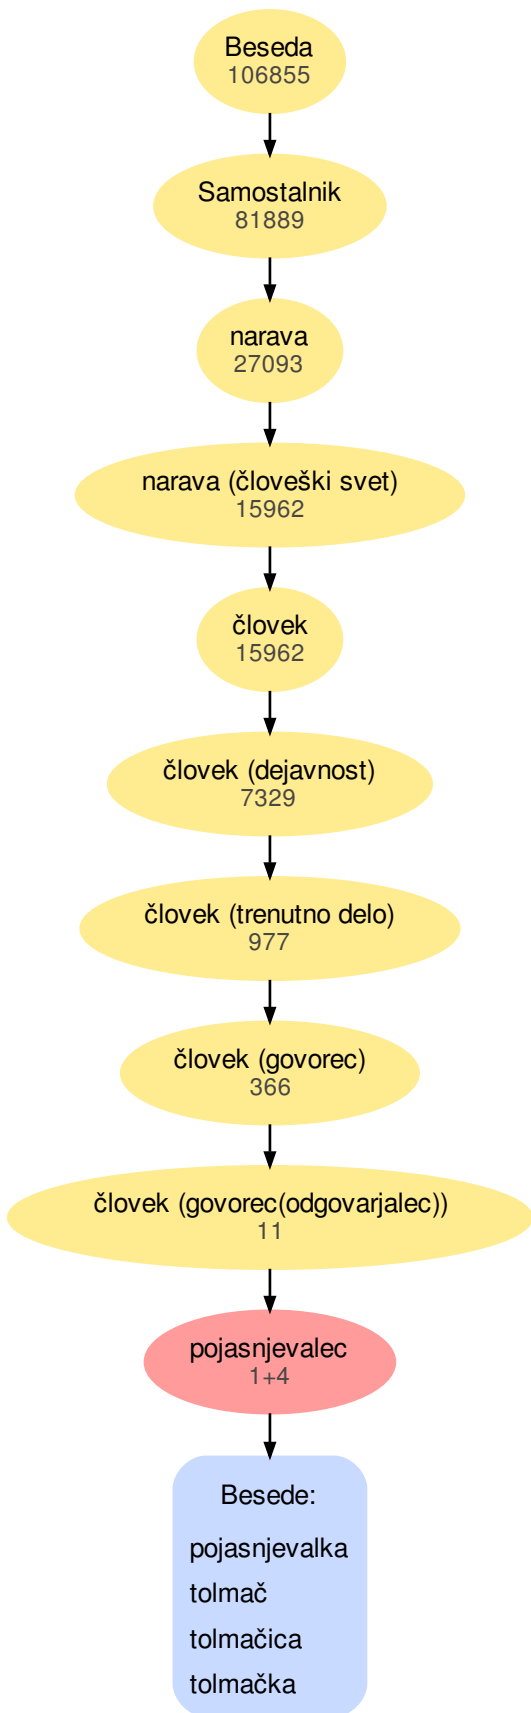 Beseda
106855
Samostalnik
81889
narava
27093
narava (človeški svet)
15962
človek
15962
človek (dejavnost)
7329
človek (trenutno delo)
977
človek (govorec)
366
človek (govorec(odgovarjalec))
11
pojasnjevalec
1+4
Besede:
pojasnjevalka
tolmač
tolmačica
tolmačka